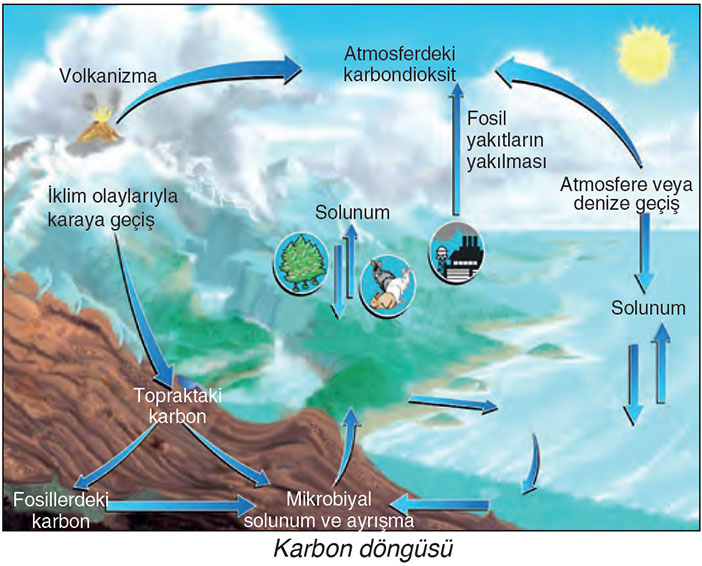 Atmosferdeki
karbondioksit
Volkanizma
Fosil
yakıtların
yakılması
Atmosfere veya
denize geçiş
İklim olaylarıyla
karaya geçiş
Solunum
Solunum
Topraktaki
karbon
Fosillerdeki
karbon
Mikrobiyal
solunum ve ayrışma
Karbon döngüsü